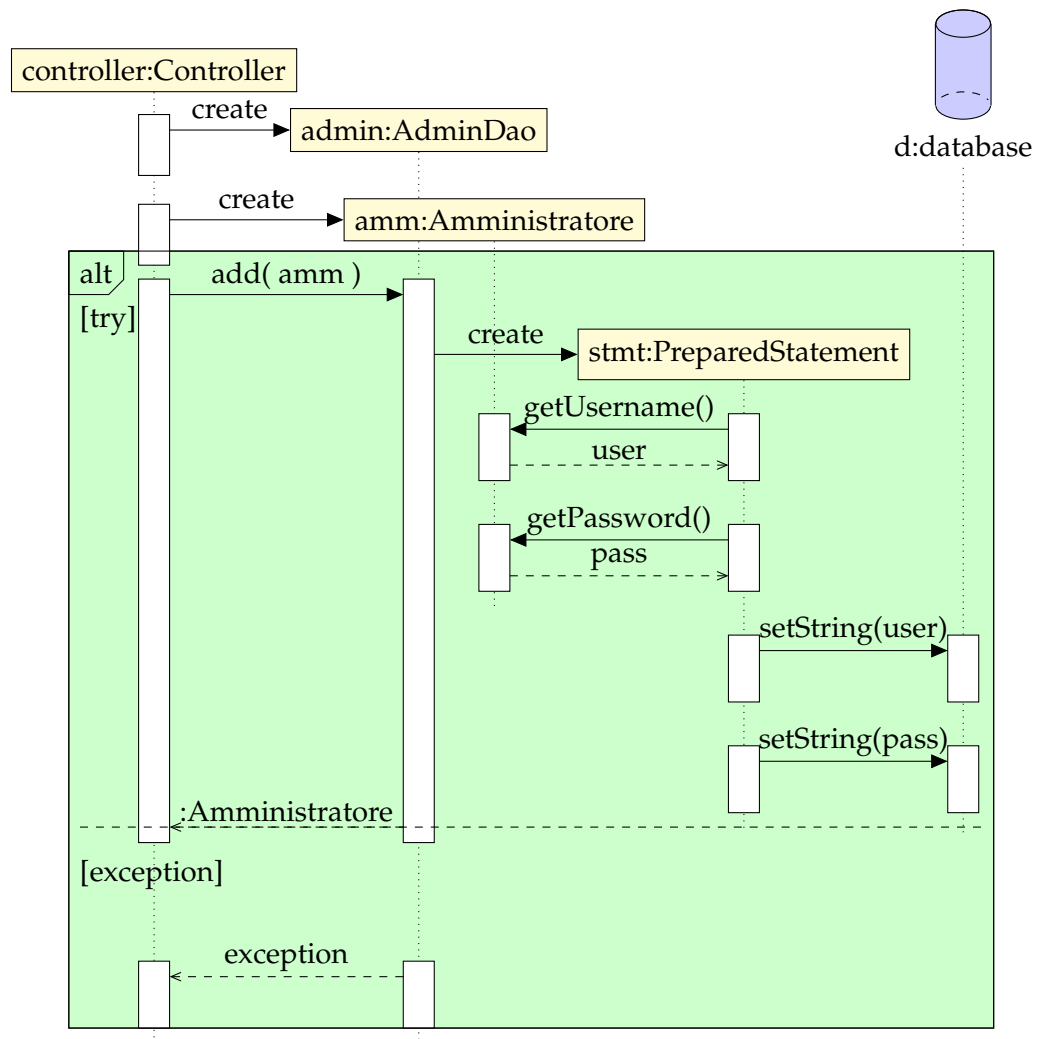 controller:Controller
create
admin:AdminDao
d:database
create
amm:Amministratore
alt
add( amm )
[try]
create
stmt:PreparedStatement
getUsername()
user
getPassword()
pass
setString(user)
setString(pass)
:Amministratore
[exception]
exception